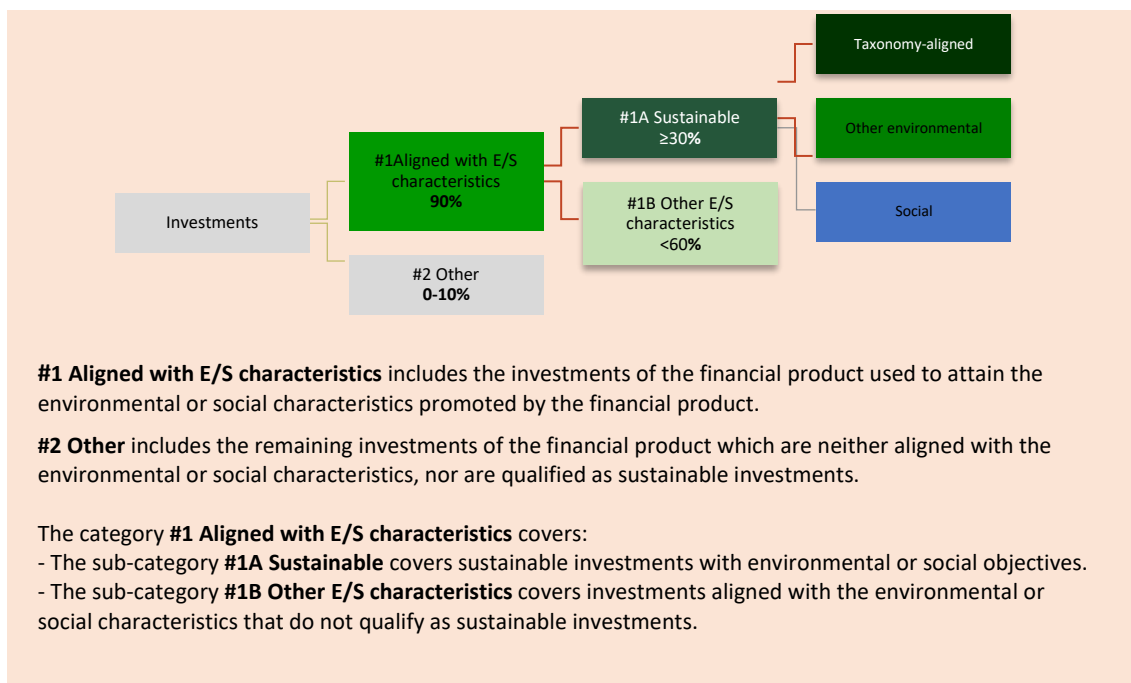 Taxonomy-aligned
#1A Sustainable
≥30%
Other environmental
#1Aligned with E/S
characteristics
90%
#1B Other E/S
characteristics
<60%
Social
Investments
#2 Other
0-10%
#1 Aligned with E/S characteristics includes the investments of the financial product used to attain the
environmental or social characteristics promoted by the financial product.
#2 Other includes the remaining investments of the financial product which are neither aligned with the
environmental or social characteristics, nor are qualified as sustainable investments.
The category #1 Aligned with E/S characteristics covers:
- The sub-category #1A Sustainable covers sustainable investments with environmental or social objectives.
- The sub-category #1B Other E/S characteristics covers investments aligned with the environmental or
social characteristics that do not qualify as sustainable investments.